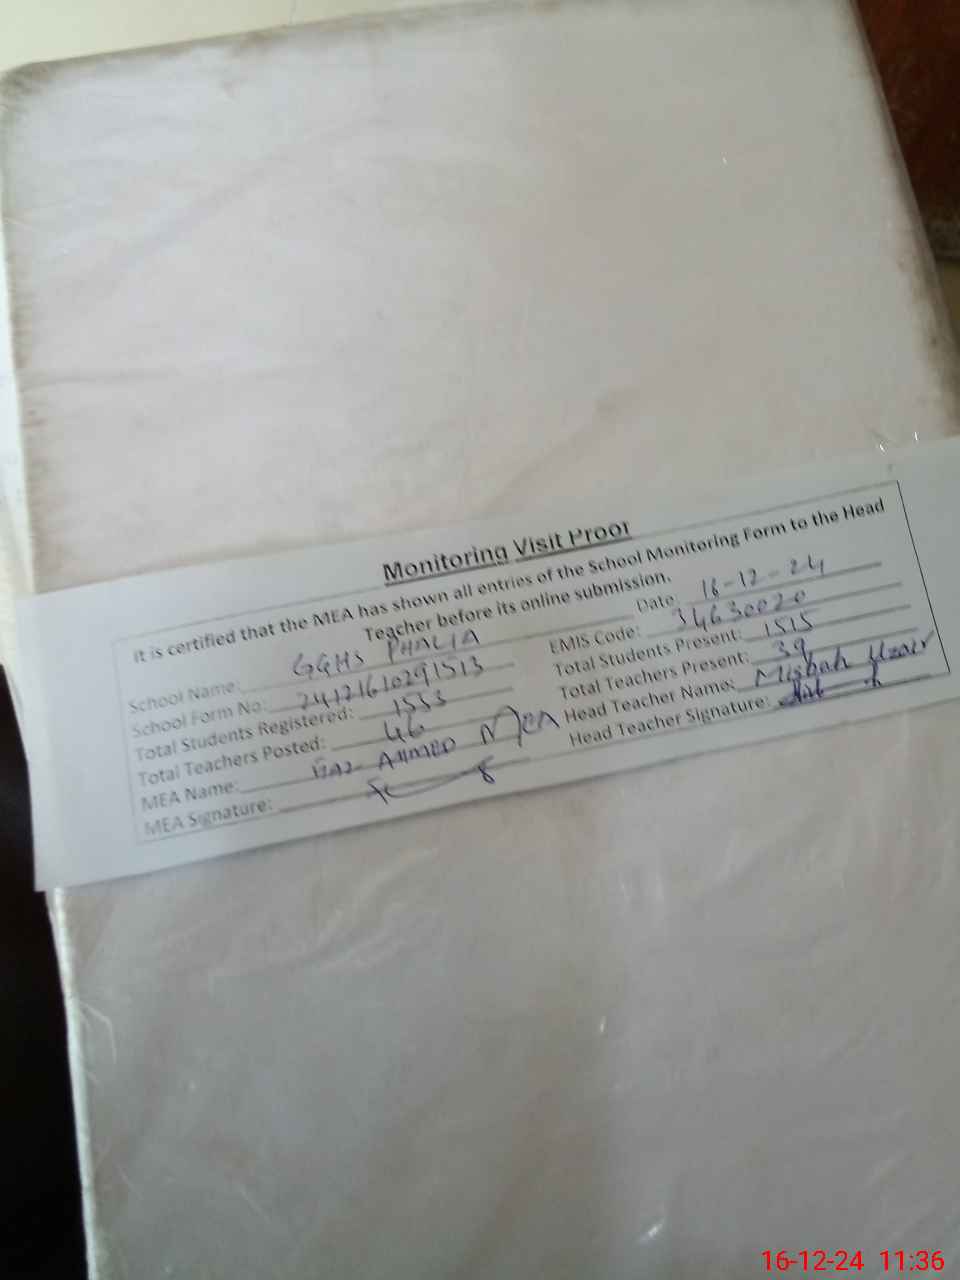 Monitoring Visit Proof
It is certified that the MEA has shown all entries of the School Monitoring Form to the Head
Teacher before its online submission.
School Name: GGHS PHALIA Date: 16-12-24
School Form No: 24121610291513 EMIS Code: 34630020
Total Students Registered: 1553 Total Students Present: 1515
Total Teachers Posted: 46 Total Teachers Present: 39
MEA Name: AHMED MEA Head Teacher Name: Misbah Uzair
MEA Signature: Head Teacher Signature:
16-12-24 11:36